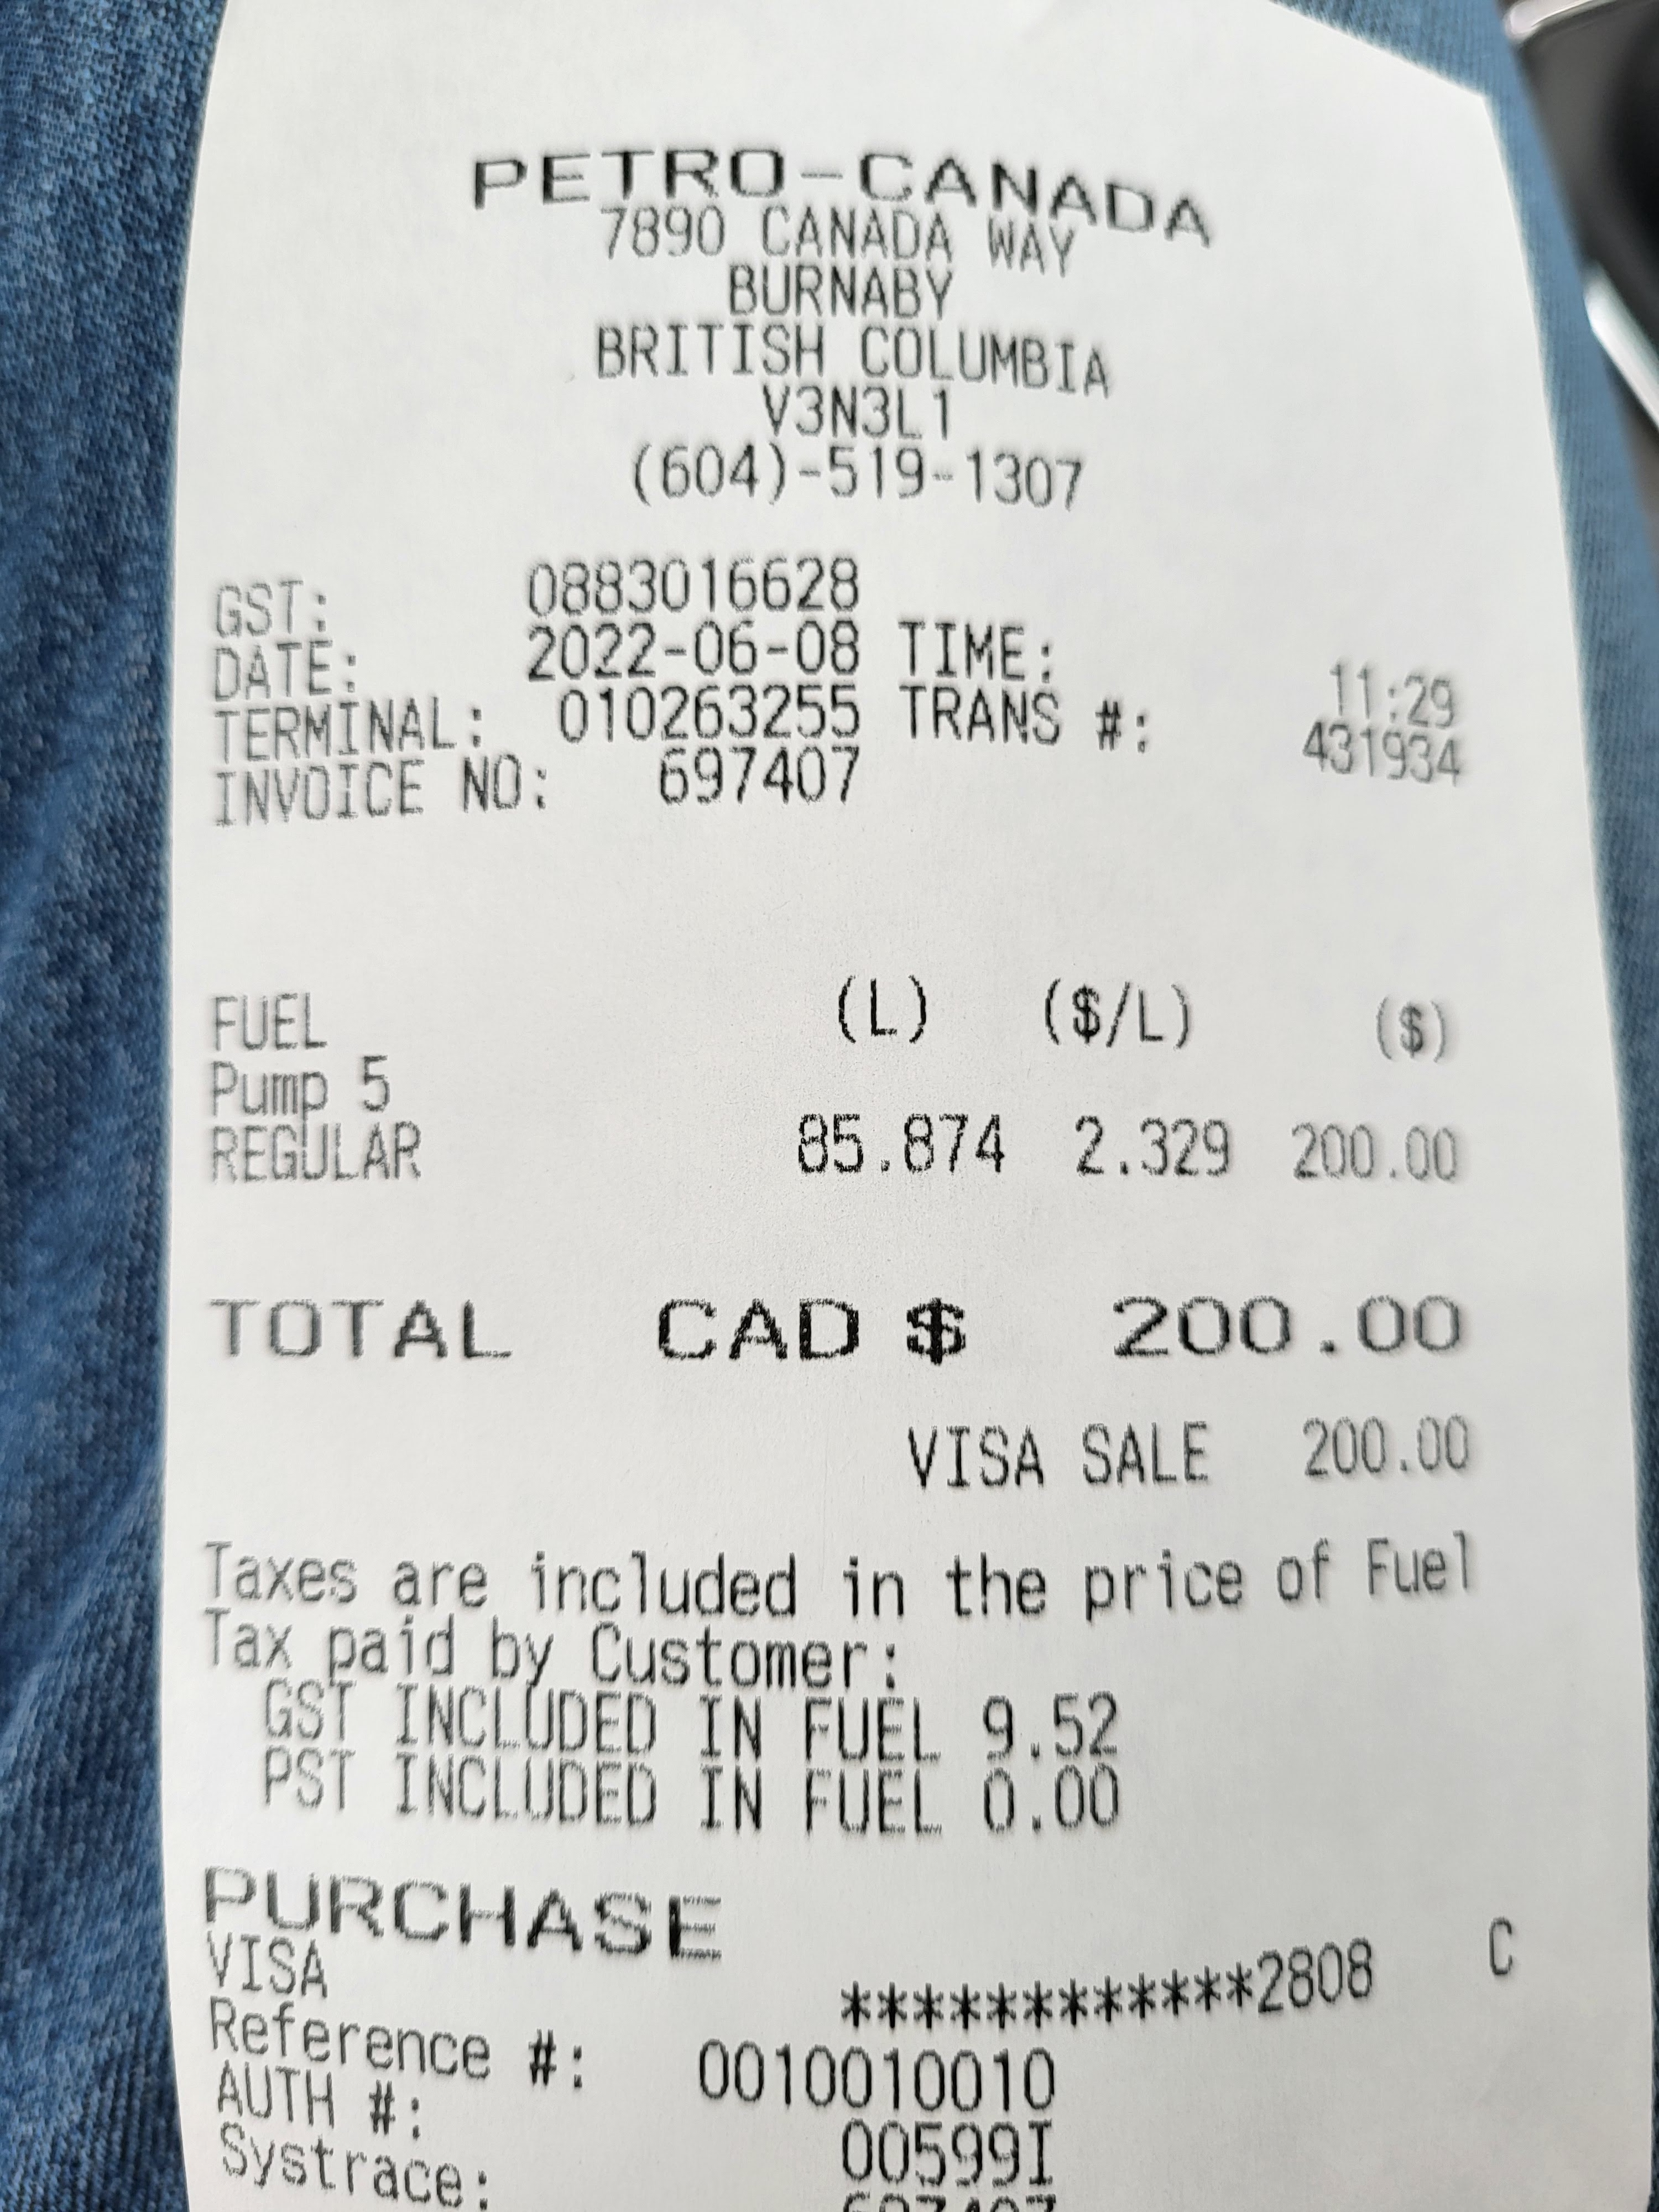 PETRO-CANADA
7890 CANADA WAY
BURNABY
BRITISH COLUMBIA
V3N3L1
(604)-519-1307
GST: 0883016628
DATE: 2022-06-08 TIME: 11:29
TERMINAL: 010263255 TRANS #: 431934
INVOICE NO: 697407
FUEL (L) ($/L) ($)
Pump 5
REGULAR 85.874 2.329 200.00
TOTAL CAD $ 200.00
VISA SALE 200.00
Taxes are included in the price of Fuel
Tax paid by Customer:
GST INCLUDED IN FUEL 9.52
PST INCLUDED IN FUEL 0.00
PURCHASE
VISA ************2808 C
Reference #: 0010010010
AUTH #: 00599I
Systrace: 697407